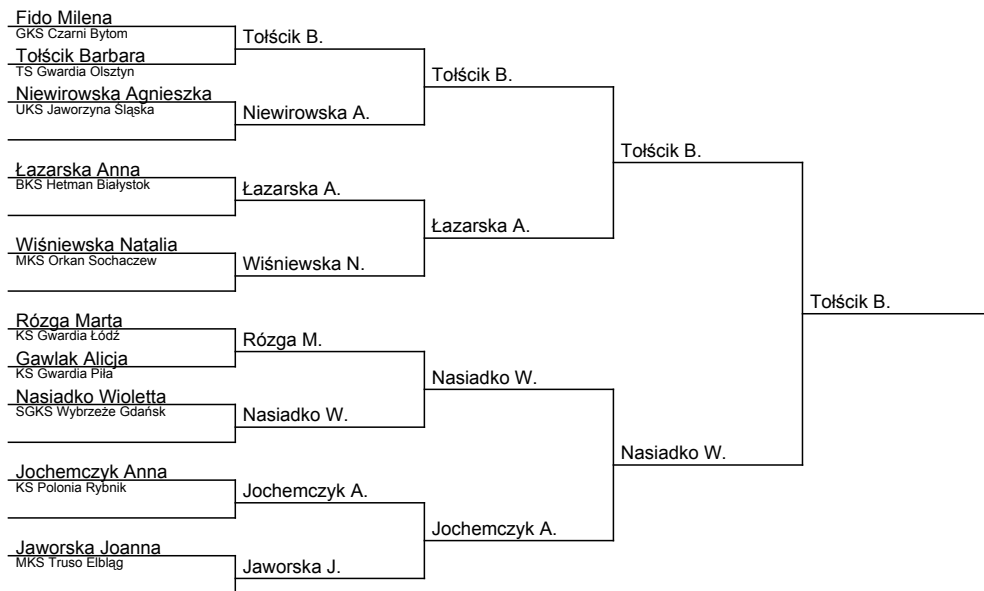 Fido Milena
GKS Czarni Bytom
Tołścik B.
Tołścik Barbara
TS Gwardia Olsztyn
Tołścik B.
Niewirowska Agnieszka
UKS Jaworzyna Śląska
Niewirowska A.
Tołścik B.
Łazarska Anna
BKS Hetman Białystok
Łazarska A.
Łazarska A.
Wiśniewska Natalia
MKS Orkan Sochaczew
Wiśniewska N.
Tołścik B.
Rózga Marta
KS Gwardia Łódź
Rózga M.
Gawlak Alicja
KS Gwardia Piła
Nasiadko W.
Nasiadko Wioletta
SGKS Wybrzeże Gdańsk
Nasiadko W.
Nasiadko W.
Jochemczyk Anna
KS Polonia Rybnik
Jochemczyk A.
Jochemczyk A.
Jaworska Joanna
MKS Truso Elbląg
Jaworska J.